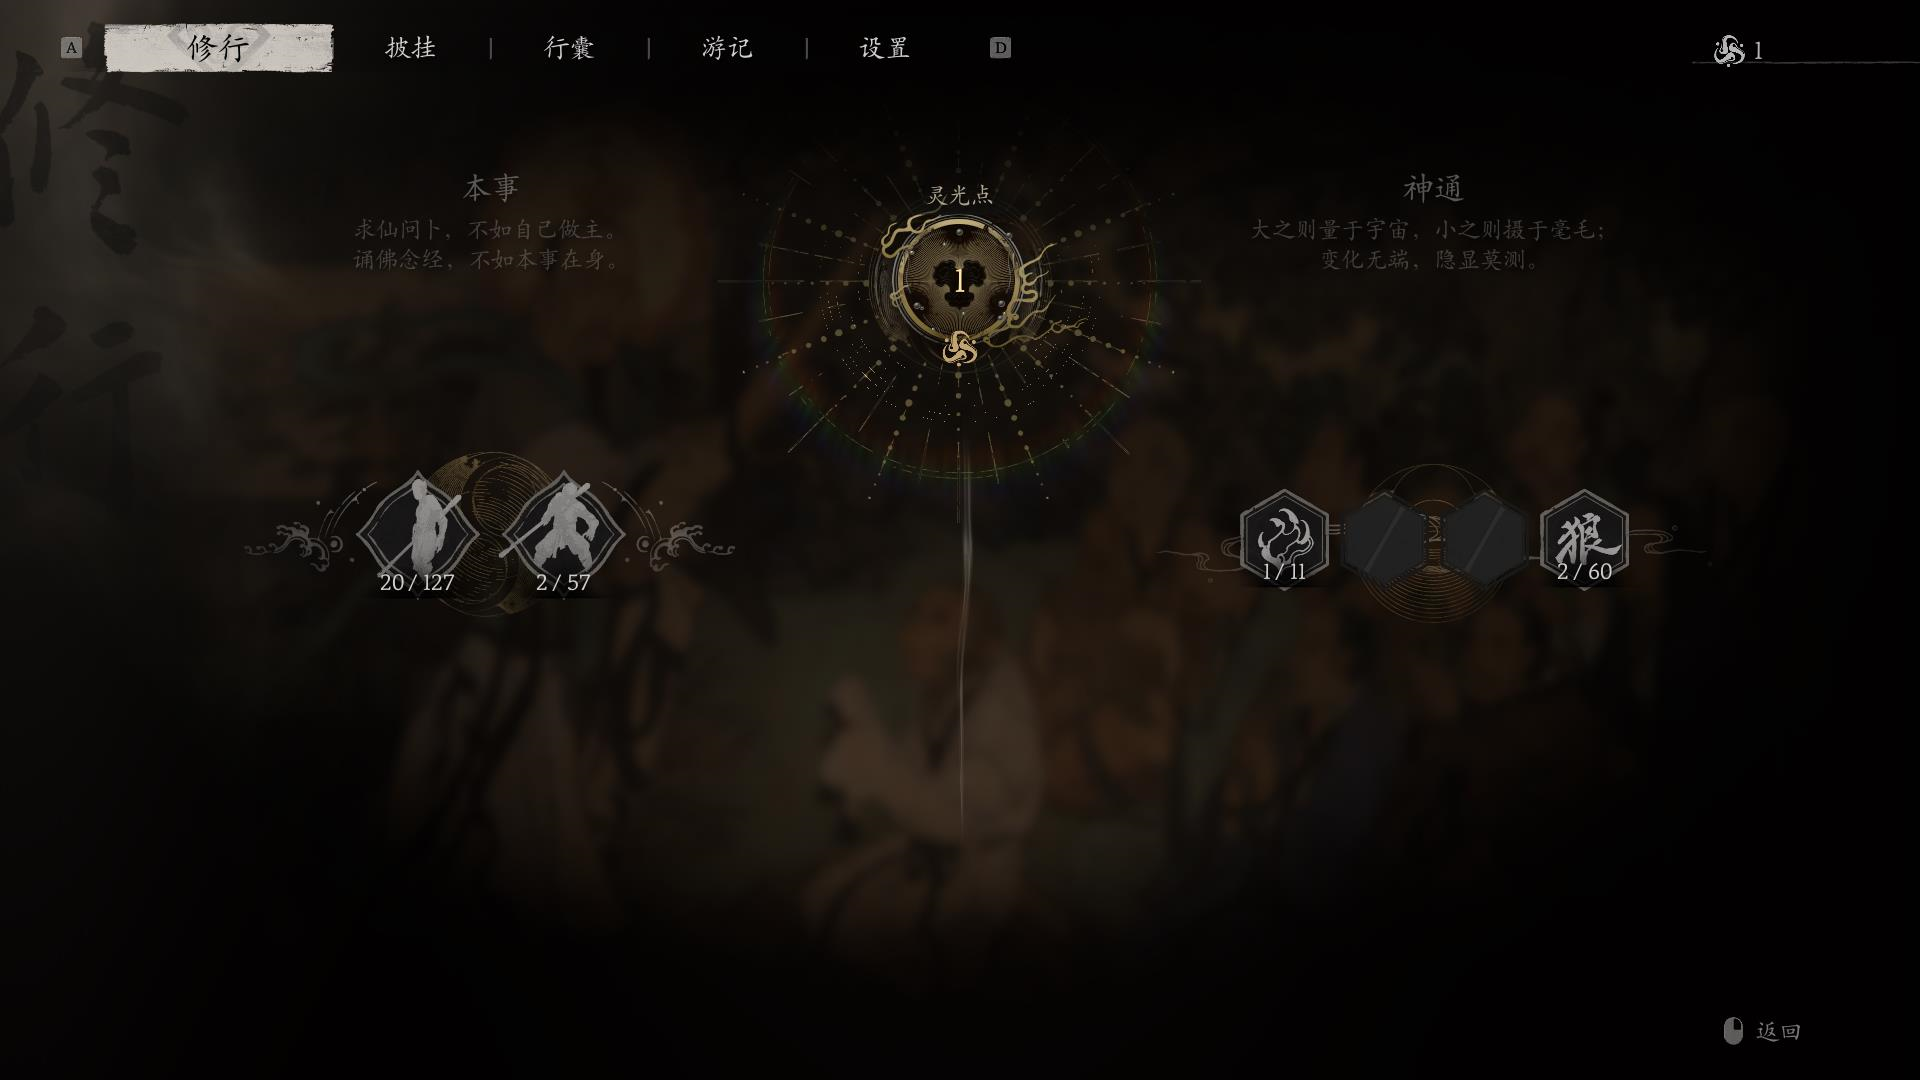 A 修行 | 披挂 | 行囊 | 游记 | 设置 D
1
修行
本事
求仙问卜，不如自己做主。
诵佛念经，不如本事在身。
灵光点
1
神通
大之则量于宇宙，小之则摄于毫毛；
变化无端，隐显莫测。
20/127
2/57
1/11
狼
2/60
返回